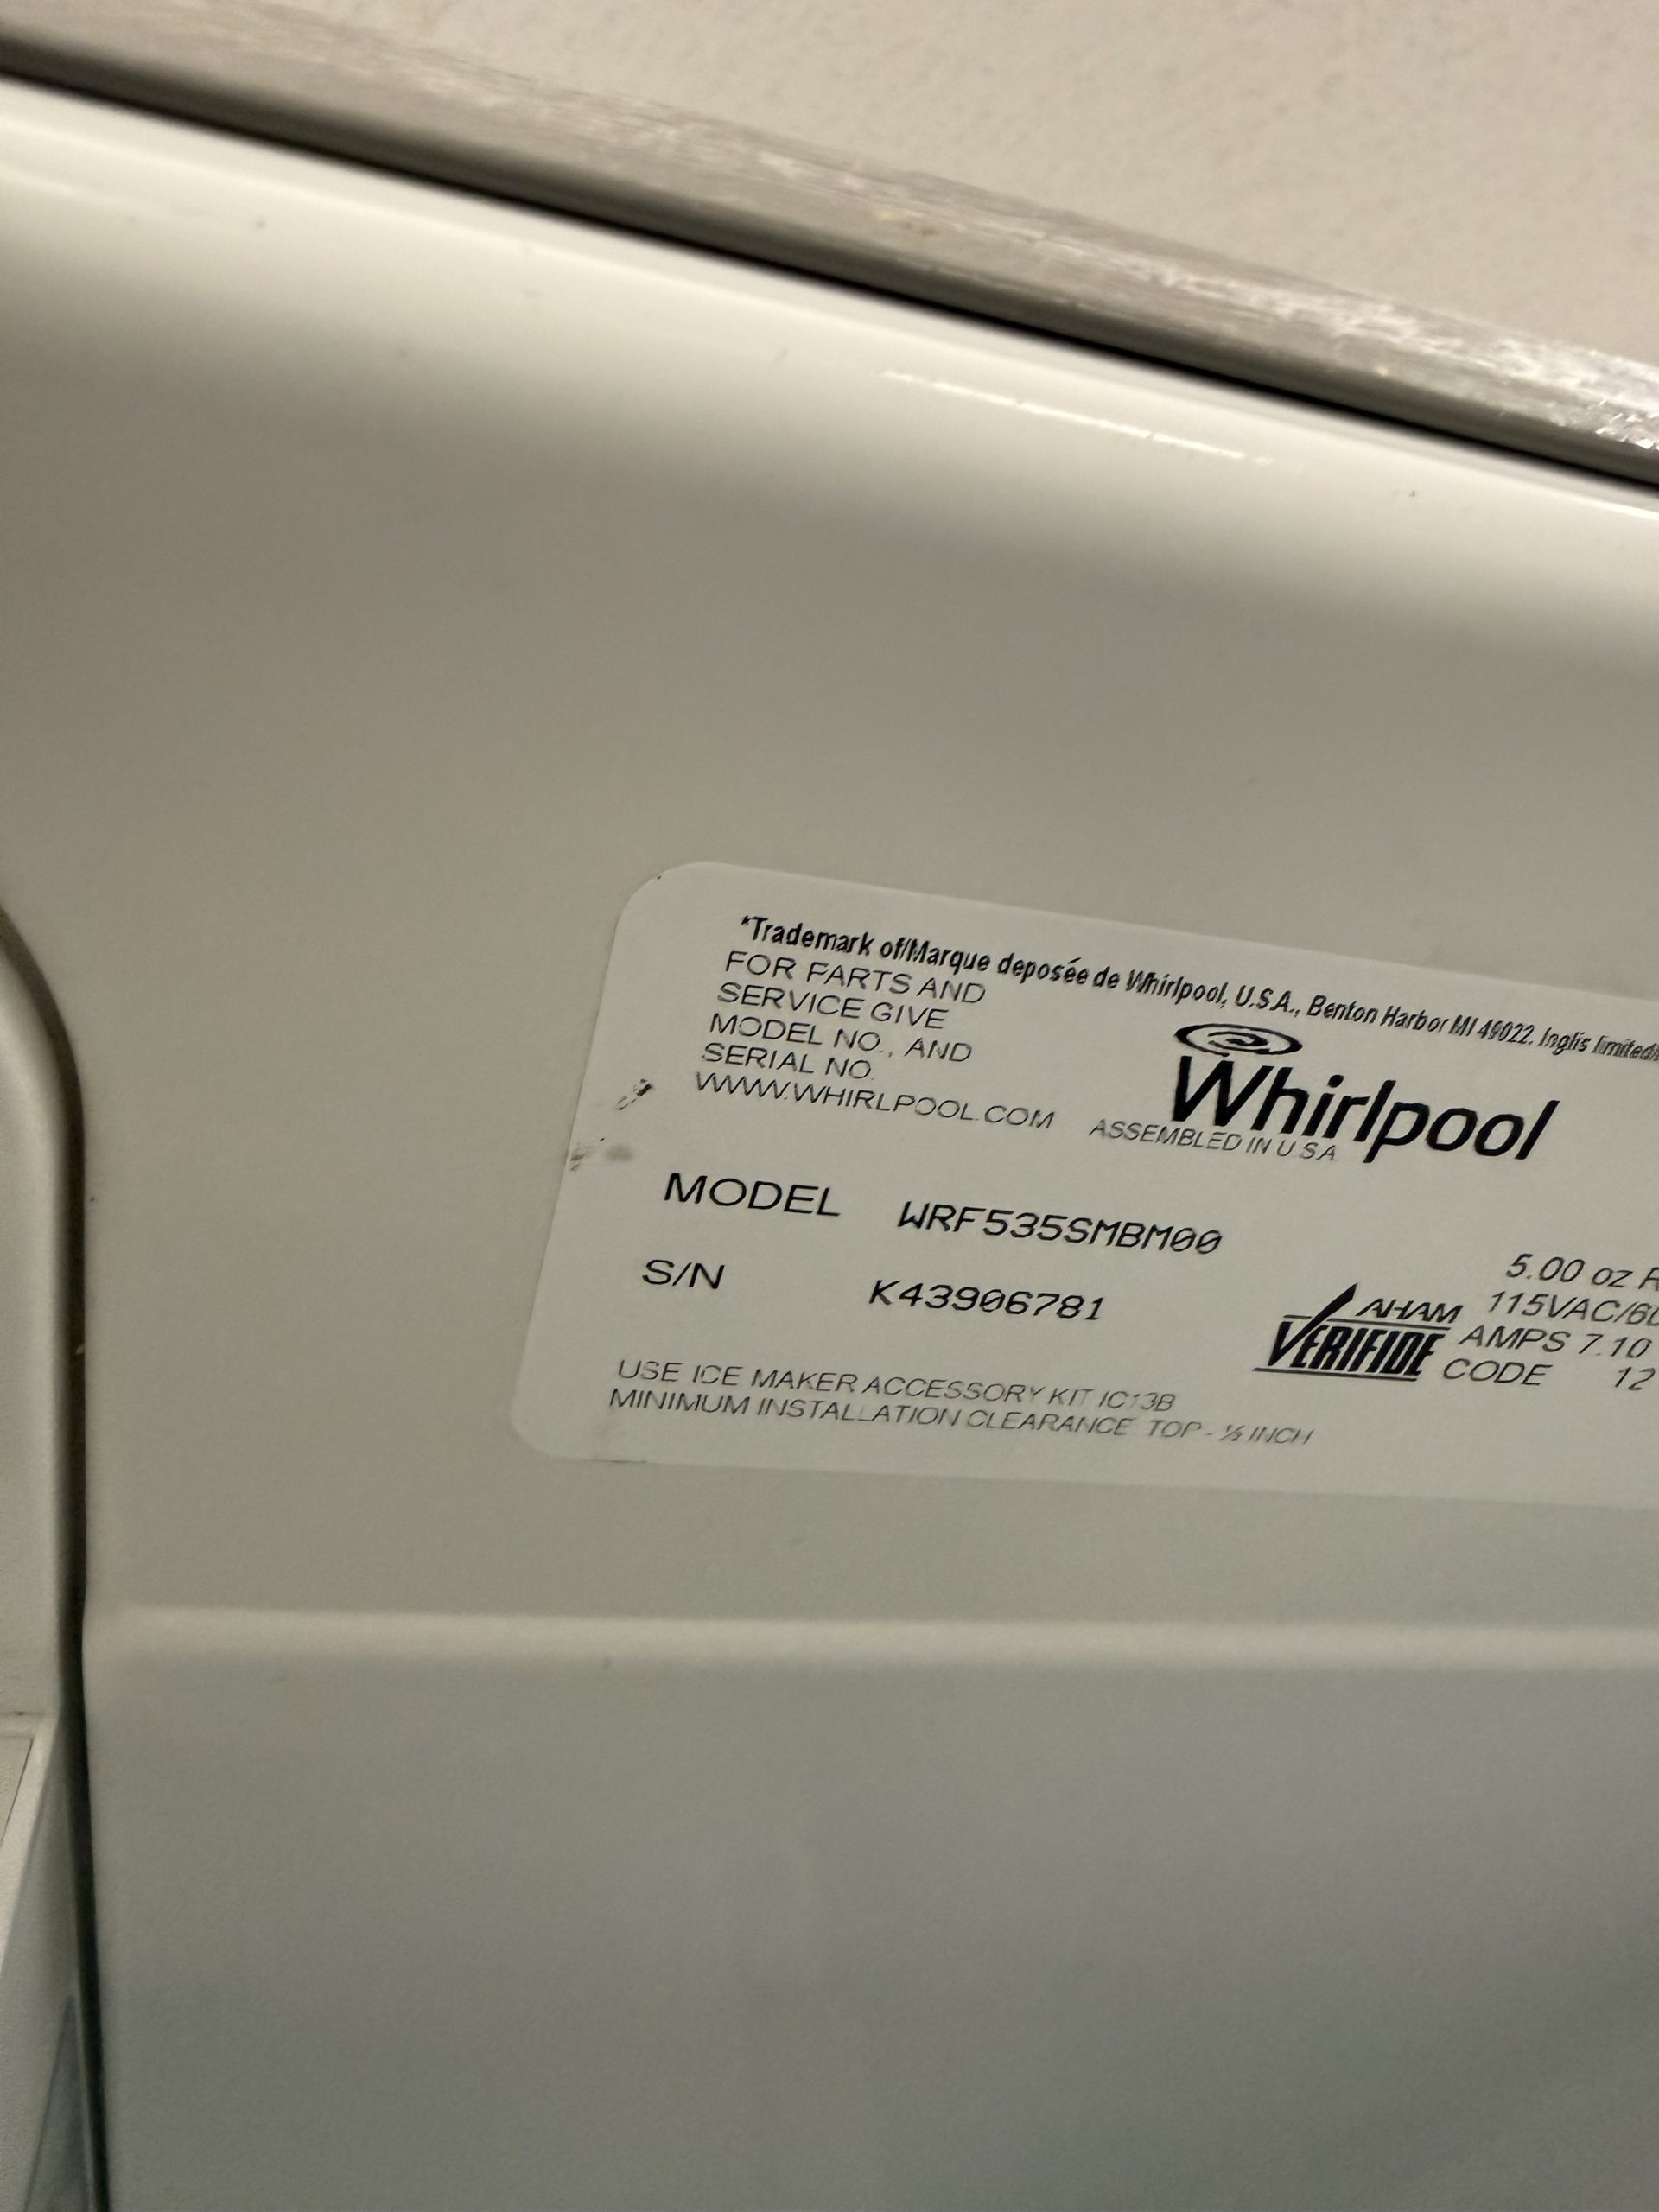 *Trademark of/Marque deposée de Whirlpool, U.S.A., Benton Harbor MI 49022. Inglis limited/
FOR PARTS AND
SERVICE GIVE
MODEL NO., AND
SERIAL NO.
WWW.WHIRLPOOL.COM
Whirlpool
ASSEMBLED IN U S A
MODEL WRF535SMBM00
S/N K43906781
5.00 oz
115VAC/60
AHAM
VERIFIDE
AMPS 7.10
CODE 12
USE ICE MAKER ACCESSORY KIT IC13B
MINIMUM INSTALLATION CLEARANCE TOP - ½ INCH